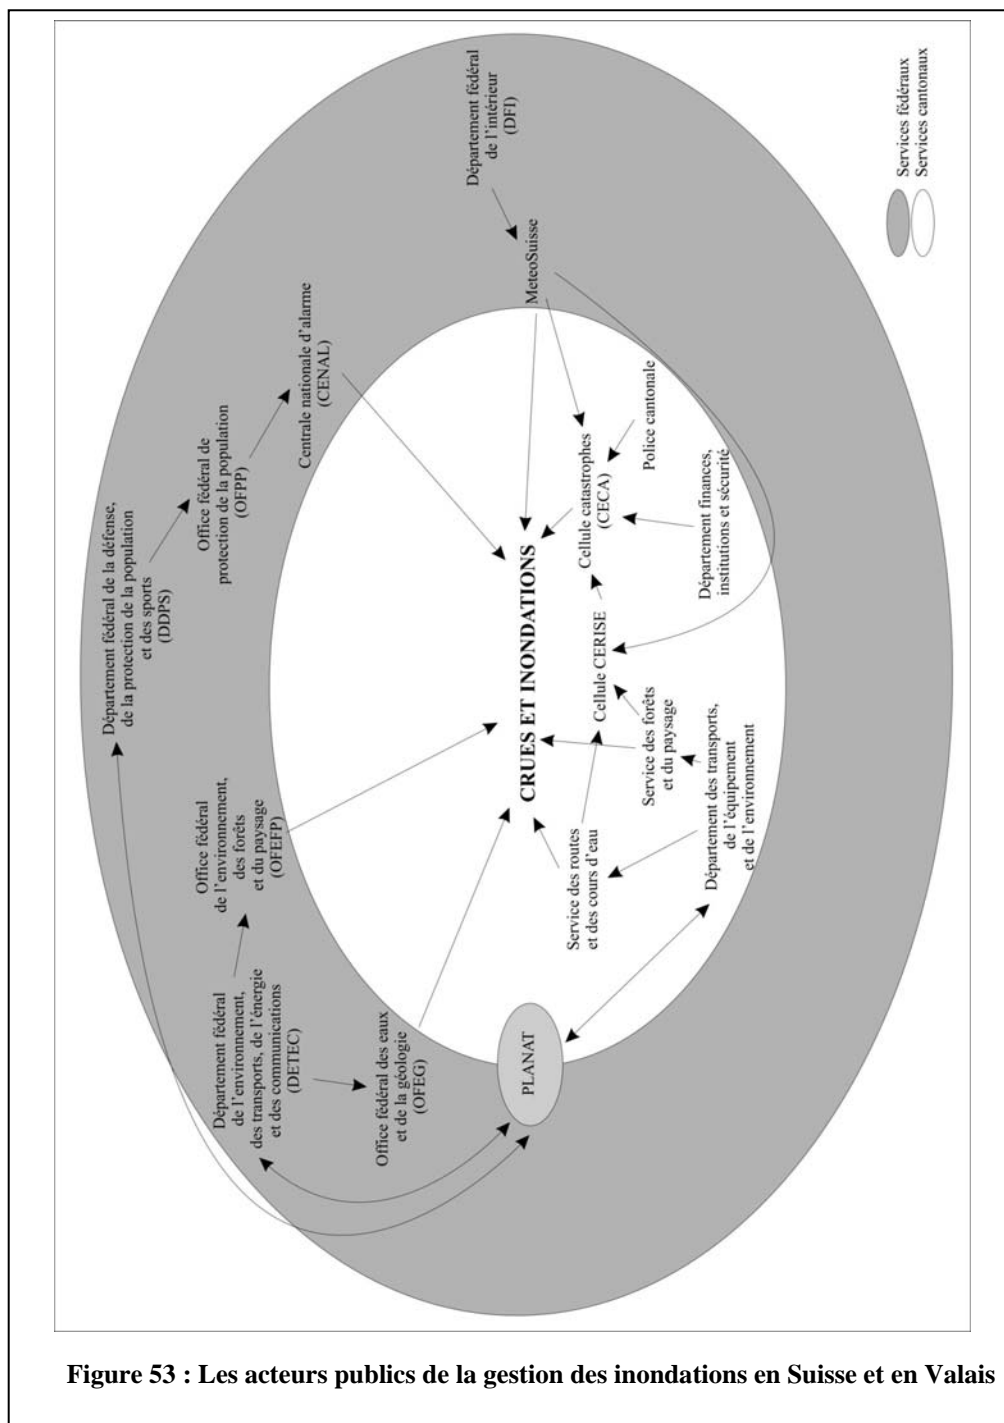 Département fédéral de la défense,
de la protection de la population
et des sports
(DDPS)
Office fédéral de
protection de la population
(OFPP)
Centrale nationale d'alarme
(CENAL)
Département fédéral
de l'intérieur
(DFI)
MeteoSuisse
Office fédéral
de l'environnement,
des forêts
et du paysage
(OFEFP)
Département fédéral
de l'environnement,
des transports, de l'énergie
et des communications
(DETEC)
Office fédéral des eaux
et de la géologie
(OFEG)
PLANAT
CRUES ET INONDATIONS
Service des routes
et des cours d'eau
Cellule CERISE
Cellule catastrophes
(CECA)
Police cantonale
Service des forêts
et du paysage
Département des transports,
de l'équipement
et de l'environnement
Département finances,
institutions et sécurité
Services fédéraux
Services cantonaux
Figure 53 : Les acteurs publics de la gestion des inondations en Suisse et en Valais